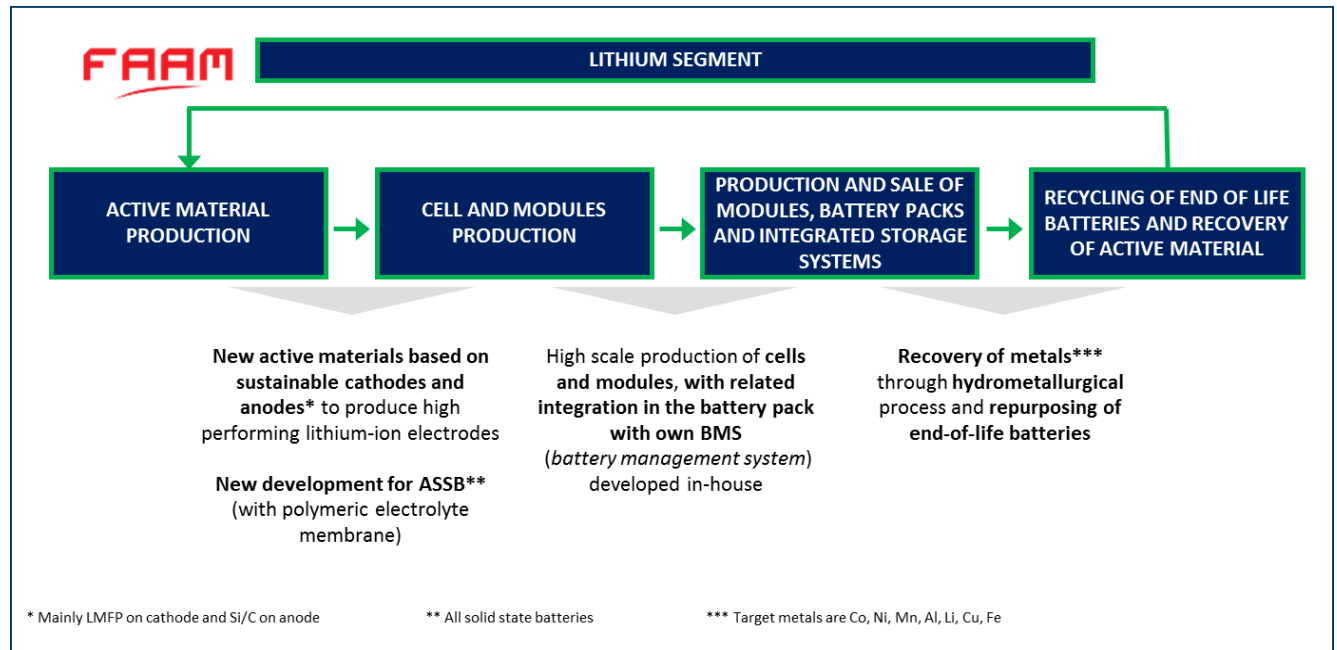 FAAM
LITHIUM SEGMENT
ACTIVE MATERIAL
PRODUCTION
CELL AND MODULES
PRODUCTION
PRODUCTION AND SALE OF
MODULES, BATTERY PACKS
AND INTEGRATED STORAGE
SYSTEMS
RECYCLING OF END OF LIFE
BATTERIES AND RECOVERY
OF ACTIVE MATERIAL
New active materials based on
sustainable cathodes and
anodes* to produce high
performing lithium-ion electrodes
New development for ASSB**
(with polymeric electrolyte
membrane)
High scale production of cells
and modules, with related
integration in the battery pack
with own BMS
(battery management system)
developed in-house
Recovery of metals***
through hydrometallurgical
process and repurposing of
end-of-life batteries
* Mainly LMFP on cathode and Si/C on anode
** All solid state batteries
*** Target metals are Co, Ni, Mn, Al, Li, Cu, Fe